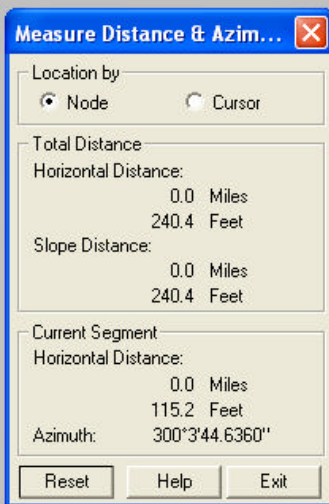 Measure Distance & Azim...
Location by
Node Cursor
Total Distance
Horizontal Distance:
0.0 Miles
240.4 Feet
Slope Distance:
0.0 Miles
240.4 Feet
Current Segment
Horizontal Distance:
0.0 Miles
115.2 Feet
Azimuth: 300°3'44.6360"
Reset Help Exit